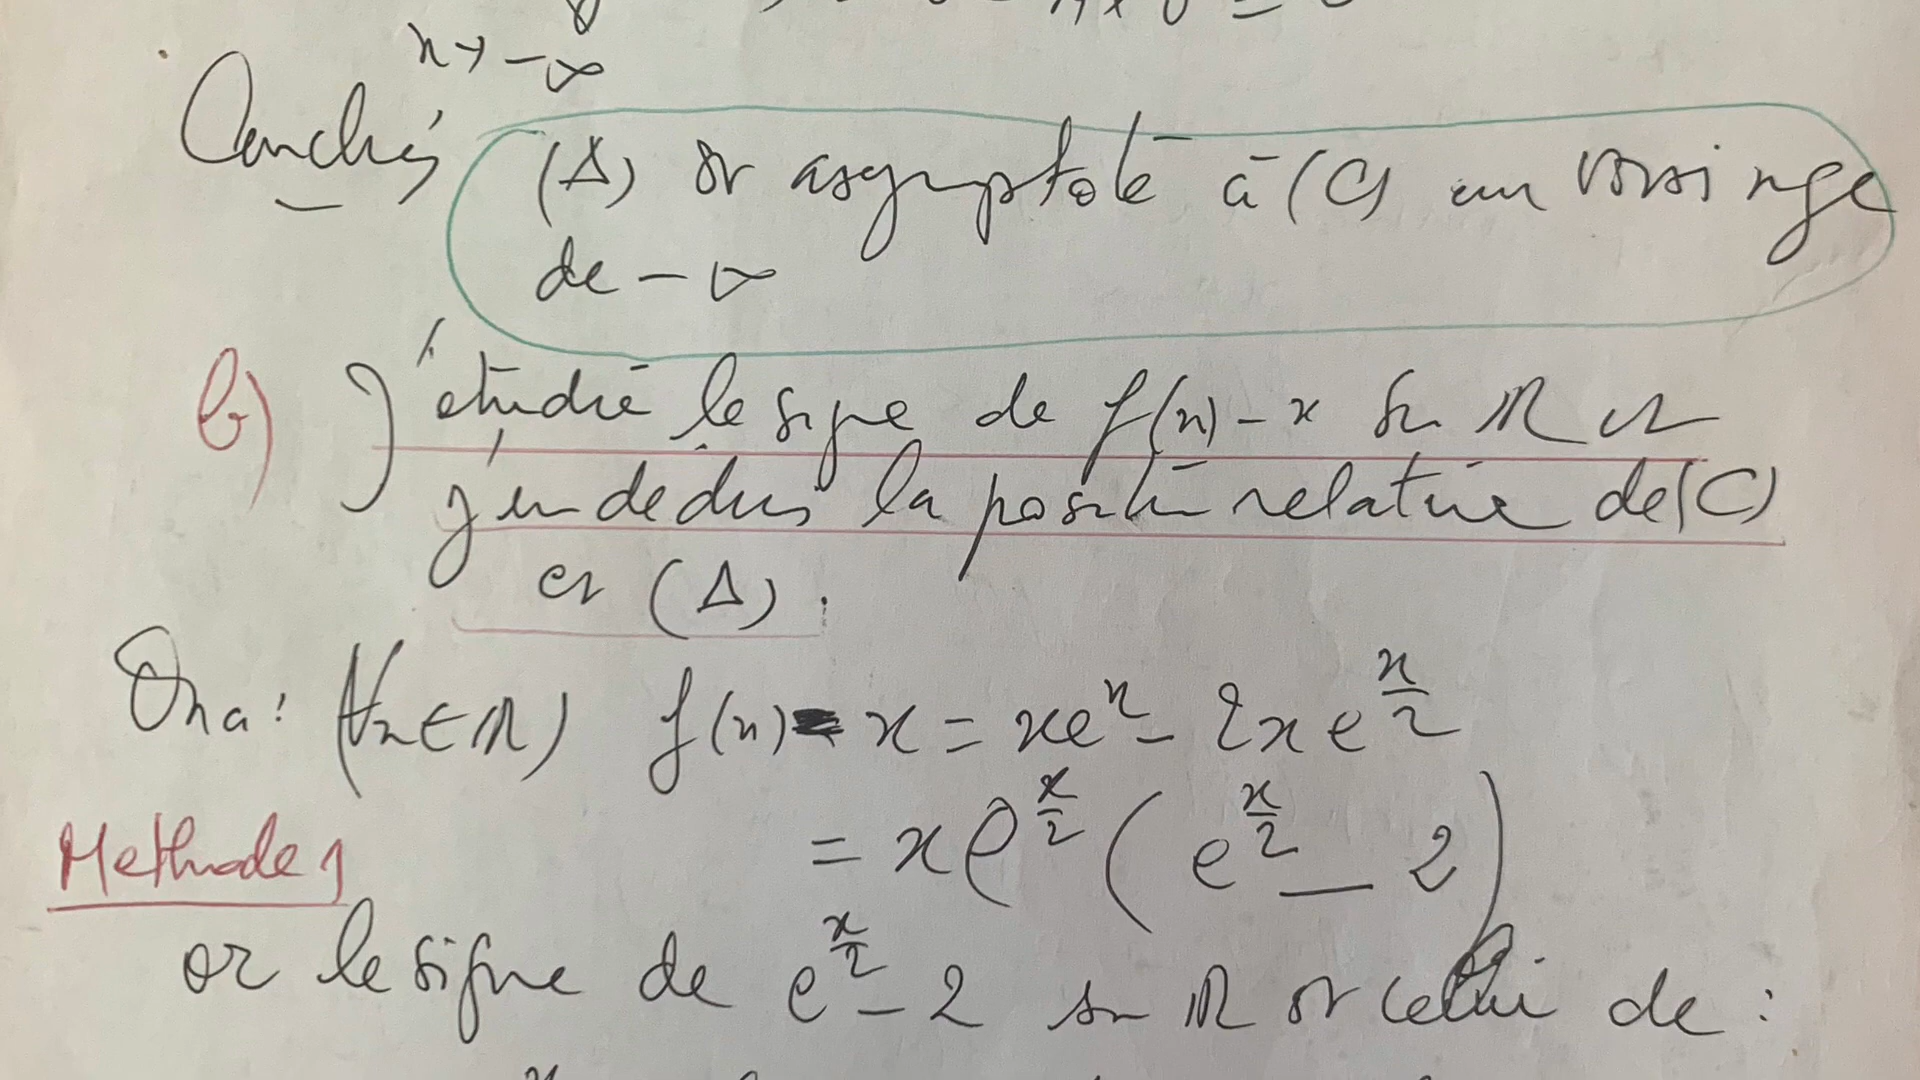 x → -∞
Conclusion (Δ) est asymptote à (C) au voisinage
de -∞
b) J'étudie le signe de f(x) - x sur ℝ et
j'en déduis la position relative de (C)
et (Δ).
On a : (∀x ∈ ℝ) f(x) - x = xe^x - 2xe^(x/2)
= xe^(x/2) (e^(x/2) - 2)
Méthode 1
or le signe de e^(x/2) - 2 sur ℝ est celui de :